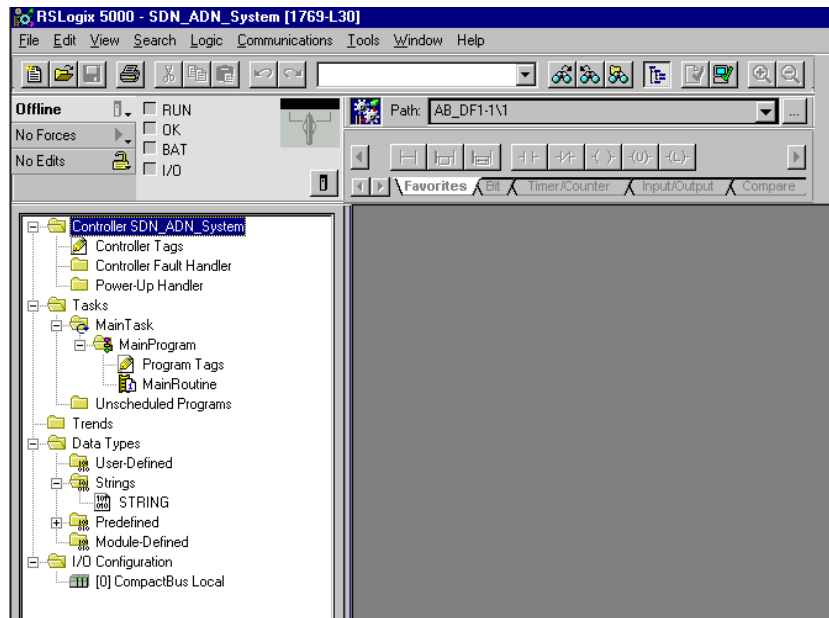 RSLogix 5000 - SDN_ADN_System [1769-L30]
File Edit View Search Logic Communications Tools Window Help
Offline
RUN
Path: AB_DF1-1\1
...
No Forces
OK
BAT
No Edits
I/O
Favorites Bit Timer/Counter Input/Output Compare
Controller SDN_ADN_System
Controller Tags
Controller Fault Handler
Power-Up Handler
Tasks
MainTask
MainProgram
Program Tags
MainRoutine
Unscheduled Programs
Trends
Data Types
User-Defined
Strings
STRING
Predefined
Module-Defined
I/O Configuration
[0] CompactBus Local